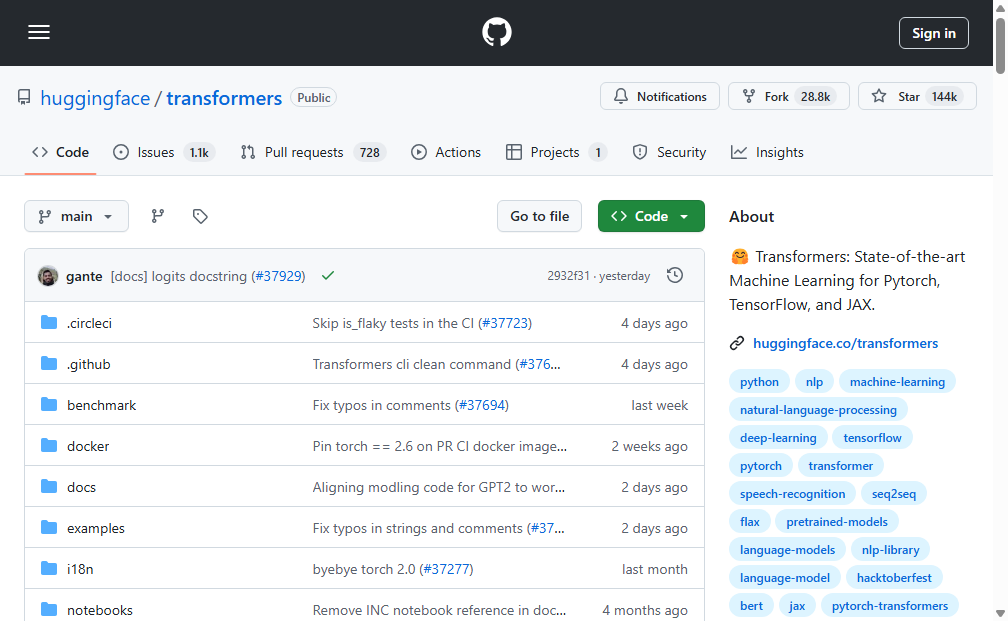 Sign in
huggingface / transformers Public
Notifications Fork 28.8k Star 144k
Code Issues 1.1k Pull requests 728 Actions Projects 1 Security Insights
main Go to file Code
gante [docs] logits docstring (#37929) 2932f31 · yesterday
.circleci Skip is_flaky tests in the CI (#37723) 4 days ago
.github Transformers cli clean command (#376... 4 days ago
benchmark Fix typos in comments (#37694) last week
docker Pin torch == 2.6 on PR CI docker image... 2 weeks ago
docs Aligning modling code for GPT2 to wor... 2 days ago
examples Fix typos in strings and comments (#37... 2 days ago
i18n byebye torch 2.0 (#37277) last month
notebooks Remove INC notebook reference in doc... 4 months ago
About
🤗 Transformers: State-of-the-art
Machine Learning for Pytorch,
TensorFlow, and JAX.
huggingface.co/transformers
python nlp machine-learning
natural-language-processing
deep-learning tensorflow
pytorch transformer
speech-recognition seq2seq
flax pretrained-models
language-models nlp-library
language-model hacktoberfest
bert jax pytorch-transformers